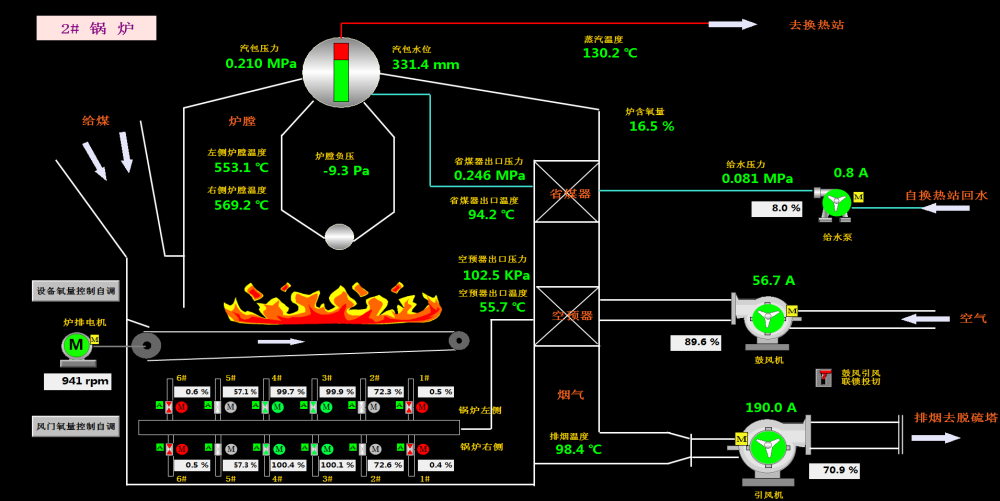 2# 锅 炉
去换热站
汽包压力
0.210 MPa
汽包水位
331.4 mm
蒸汽温度
130.2 ℃
给煤
炉膛
炉含氧量
16.5 %
左侧炉膛温度
553.1 ℃
右侧炉膛温度
569.2 ℃
炉膛负压
-9.3 Pa
省煤器出口压力
0.246 MPa
省煤器出口温度
94.2 ℃
省煤器
给水压力
0.081 MPa
0.8 A
M
8.0 %
给水泵
自换热站回水
空预器出口压力
102.5 KPa
空预器出口温度
55.7 ℃
空预器
56.7 A
M
89.6 %
鼓风机
空气
设备氧量控制自调
炉排电机
M
M
941 rpm
鼓风引风
联锁投切
风门氧量控制自调
6# 5# 4# 3# 2# 1#
0.6 % 57.1 % 99.7 % 99.9 % 72.3 % 0.5 %
A M A M A M A M A M A M
锅炉左侧
锅炉右侧
A M A M A M A M A M A M
0.5 % 57.3 % 100.4 % 100.1 % 72.6 % 0.4 %
6# 5# 4# 3# 2# 1#
烟气
排烟温度
98.4 ℃
190.0 A
M
70.9 %
引风机
排烟去脱硫塔